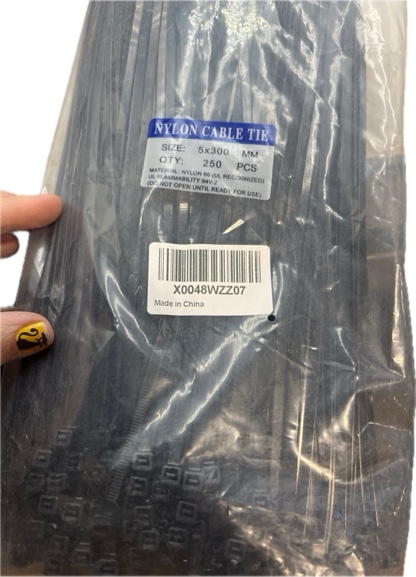 NYLON CABLE TIE
SIZE: 5x300 MM
QTY: 250 PCS
MATERIAL: NYLON 66 (UL RECOGNIZED)
UL FLAMMABILITY 94V-2
(DO NOT OPEN UNTIL READY FOR USE)
X0048WZZ07
Made in China